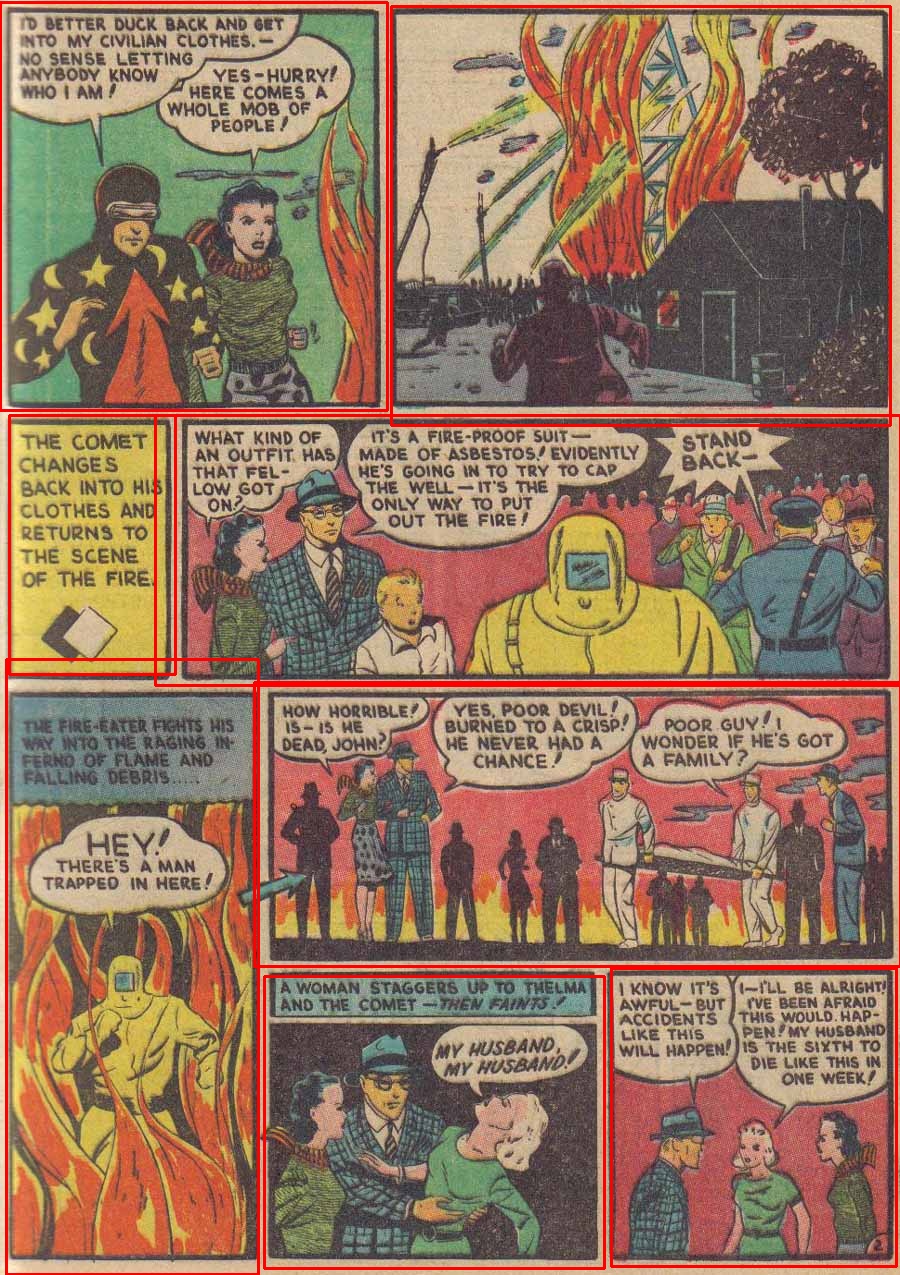 I'D BETTER DUCK BACK AND GET
INTO MY CIVILIAN CLOTHES.—
NO SENSE LETTING
ANYBODY KNOW
WHO I AM!
YES-HURRY!
HERE COMES A
WHOLE MOB OF
PEOPLE!
THE COMET
CHANGES
BACK INTO HIS
CLOTHES AND
RETURNS TO
THE SCENE
OF THE FIRE.
WHAT KIND OF
AN OUTFIT HAS
THAT FEL-
LOW GOT
ON?
IT'S A FIRE-PROOF SUIT—
MADE OF ASBESTOS! EVIDENTLY
HE'S GOING IN TO TRY TO CAP
THE WELL—IT'S THE
ONLY WAY TO PUT
OUT THE FIRE!
STAND
BACK—
THE FIRE-EATER FIGHTS HIS
WAY INTO THE RAGING IN-
FERNO OF FLAME AND
FALLING DEBRIS.....
HEY!
THERE'S A MAN
TRAPPED IN HERE!
HOW HORRIBLE!
IS-IS HE
DEAD, JOHN?
YES, POOR DEVIL!
BURNED TO A CRISP!
HE NEVER HAD A
CHANCE!
POOR GUY! I
WONDER IF HE'S GOT
A FAMILY?
A WOMAN STAGGERS UP TO THELMA
AND THE COMET—THEN FAINTS!
MY HUSBAND,
MY HUSBAND!
I KNOW IT'S
AWFUL-BUT
ACCIDENTS
LIKE THIS
WILL HAPPEN!
I-I'LL BE ALRIGHT!
I'VE BEEN AFRAID
THIS WOULD HAP-
PEN! MY HUSBAND
IS THE SIXTH TO
DIE LIKE THIS IN
ONE WEEK!
2